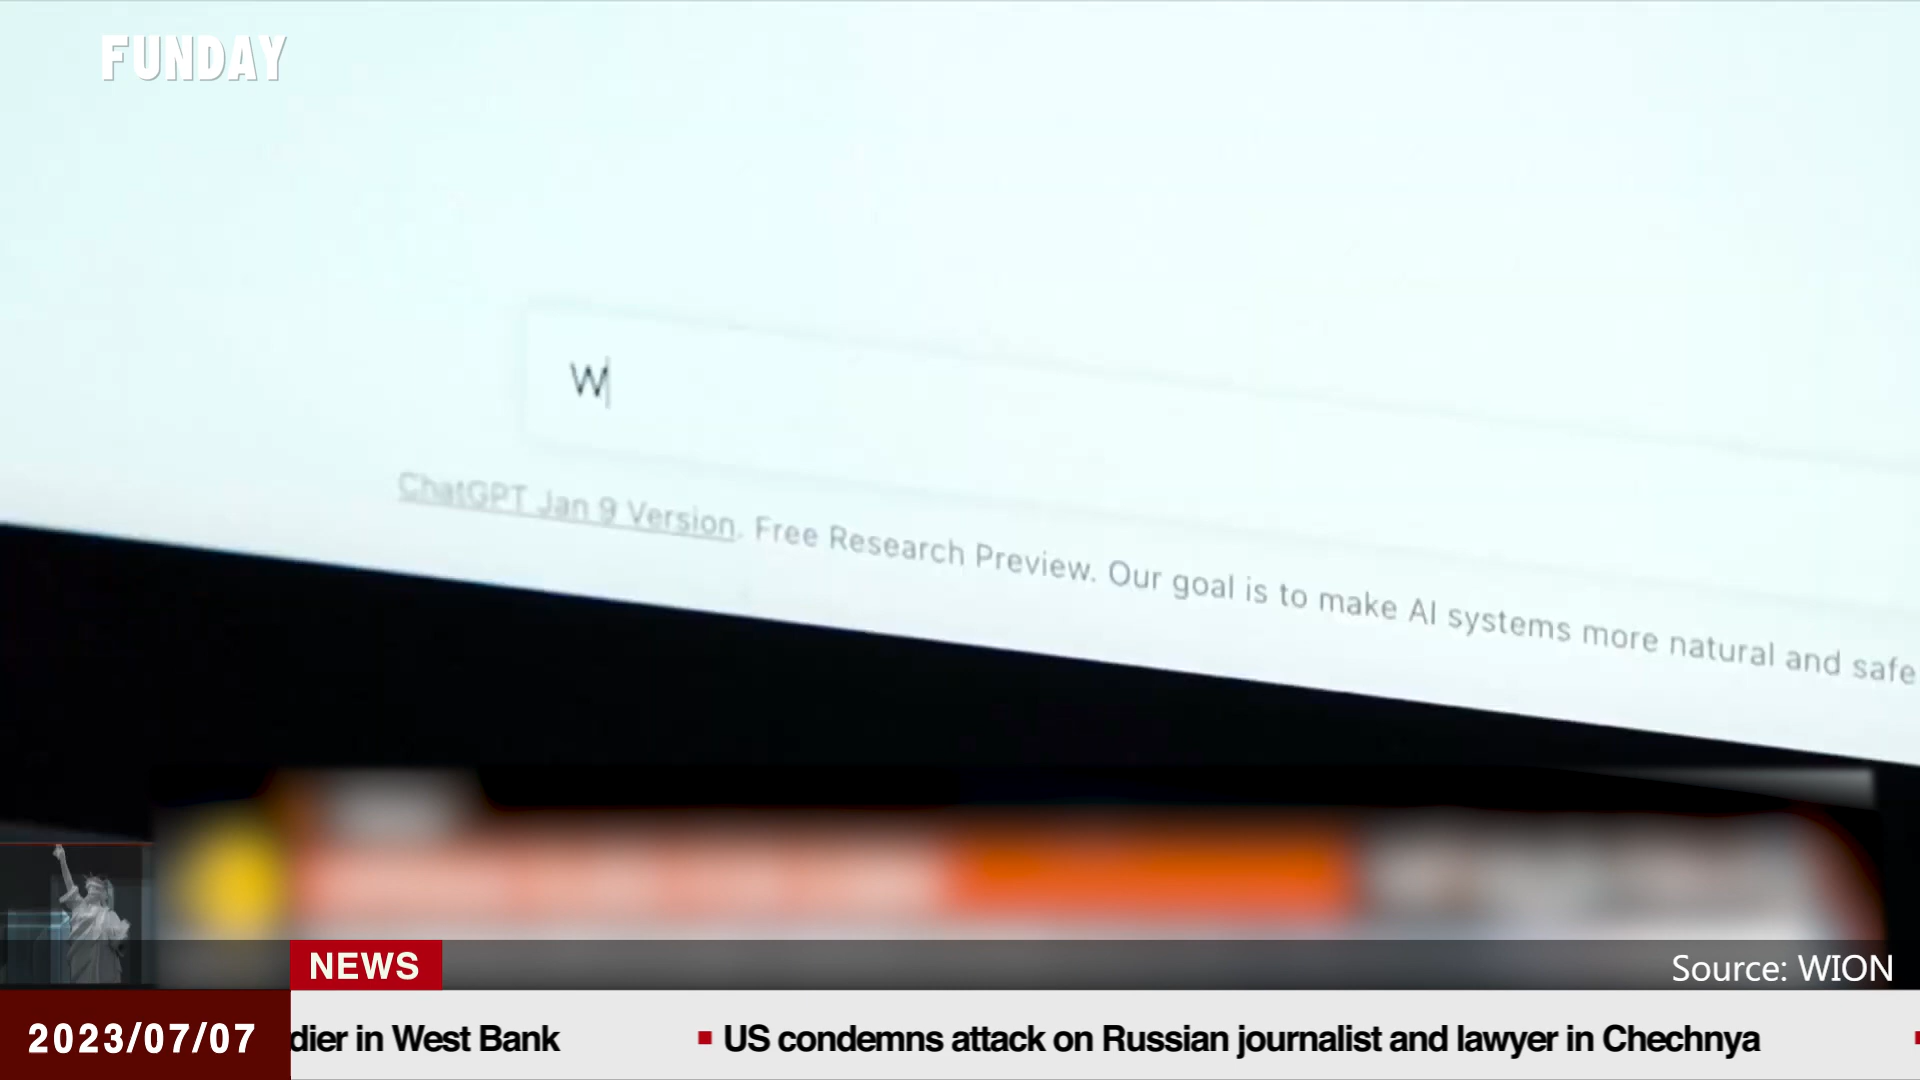 FUNDAY
W
ChatGPT Jan 9 Version. Free Research Preview. Our goal is to make AI systems more natural and safe
NEWS
Source: WION
2023/07/07
dier in West Bank
US condemns attack on Russian journalist and lawyer in Chechnya